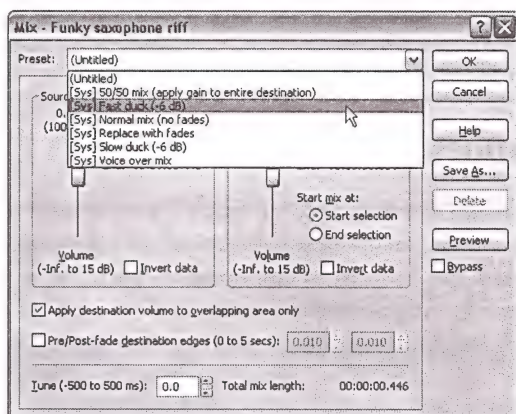 Mix - Funky saxophone riff
Preset: (Untitled)
OK
(Untitled)
[Sys] 50/50 mix (apply gain to entire destination)
[Sys] Fast duck (-6 dB)
[Sys] Normal mix (no fades)
[Sys] Replace with fades
[Sys] Slow duck (-6 dB)
[Sys] Voice over mix
Cancel
Help
Save As...
Delete
Preview
Bypass
Start mix at:
Start selection
End selection
Volume
(-Inf. to 15 dB)
Invert data
Volume
(-Inf. to 15 dB)
Invert data
Apply destination volume to overlapping area only
Pre/Post-fade destination edges (0 to 5 secs): 0.010 0.010
Tune (-500 to 500 ms): 0.0 Total mix length: 00:00:00.446